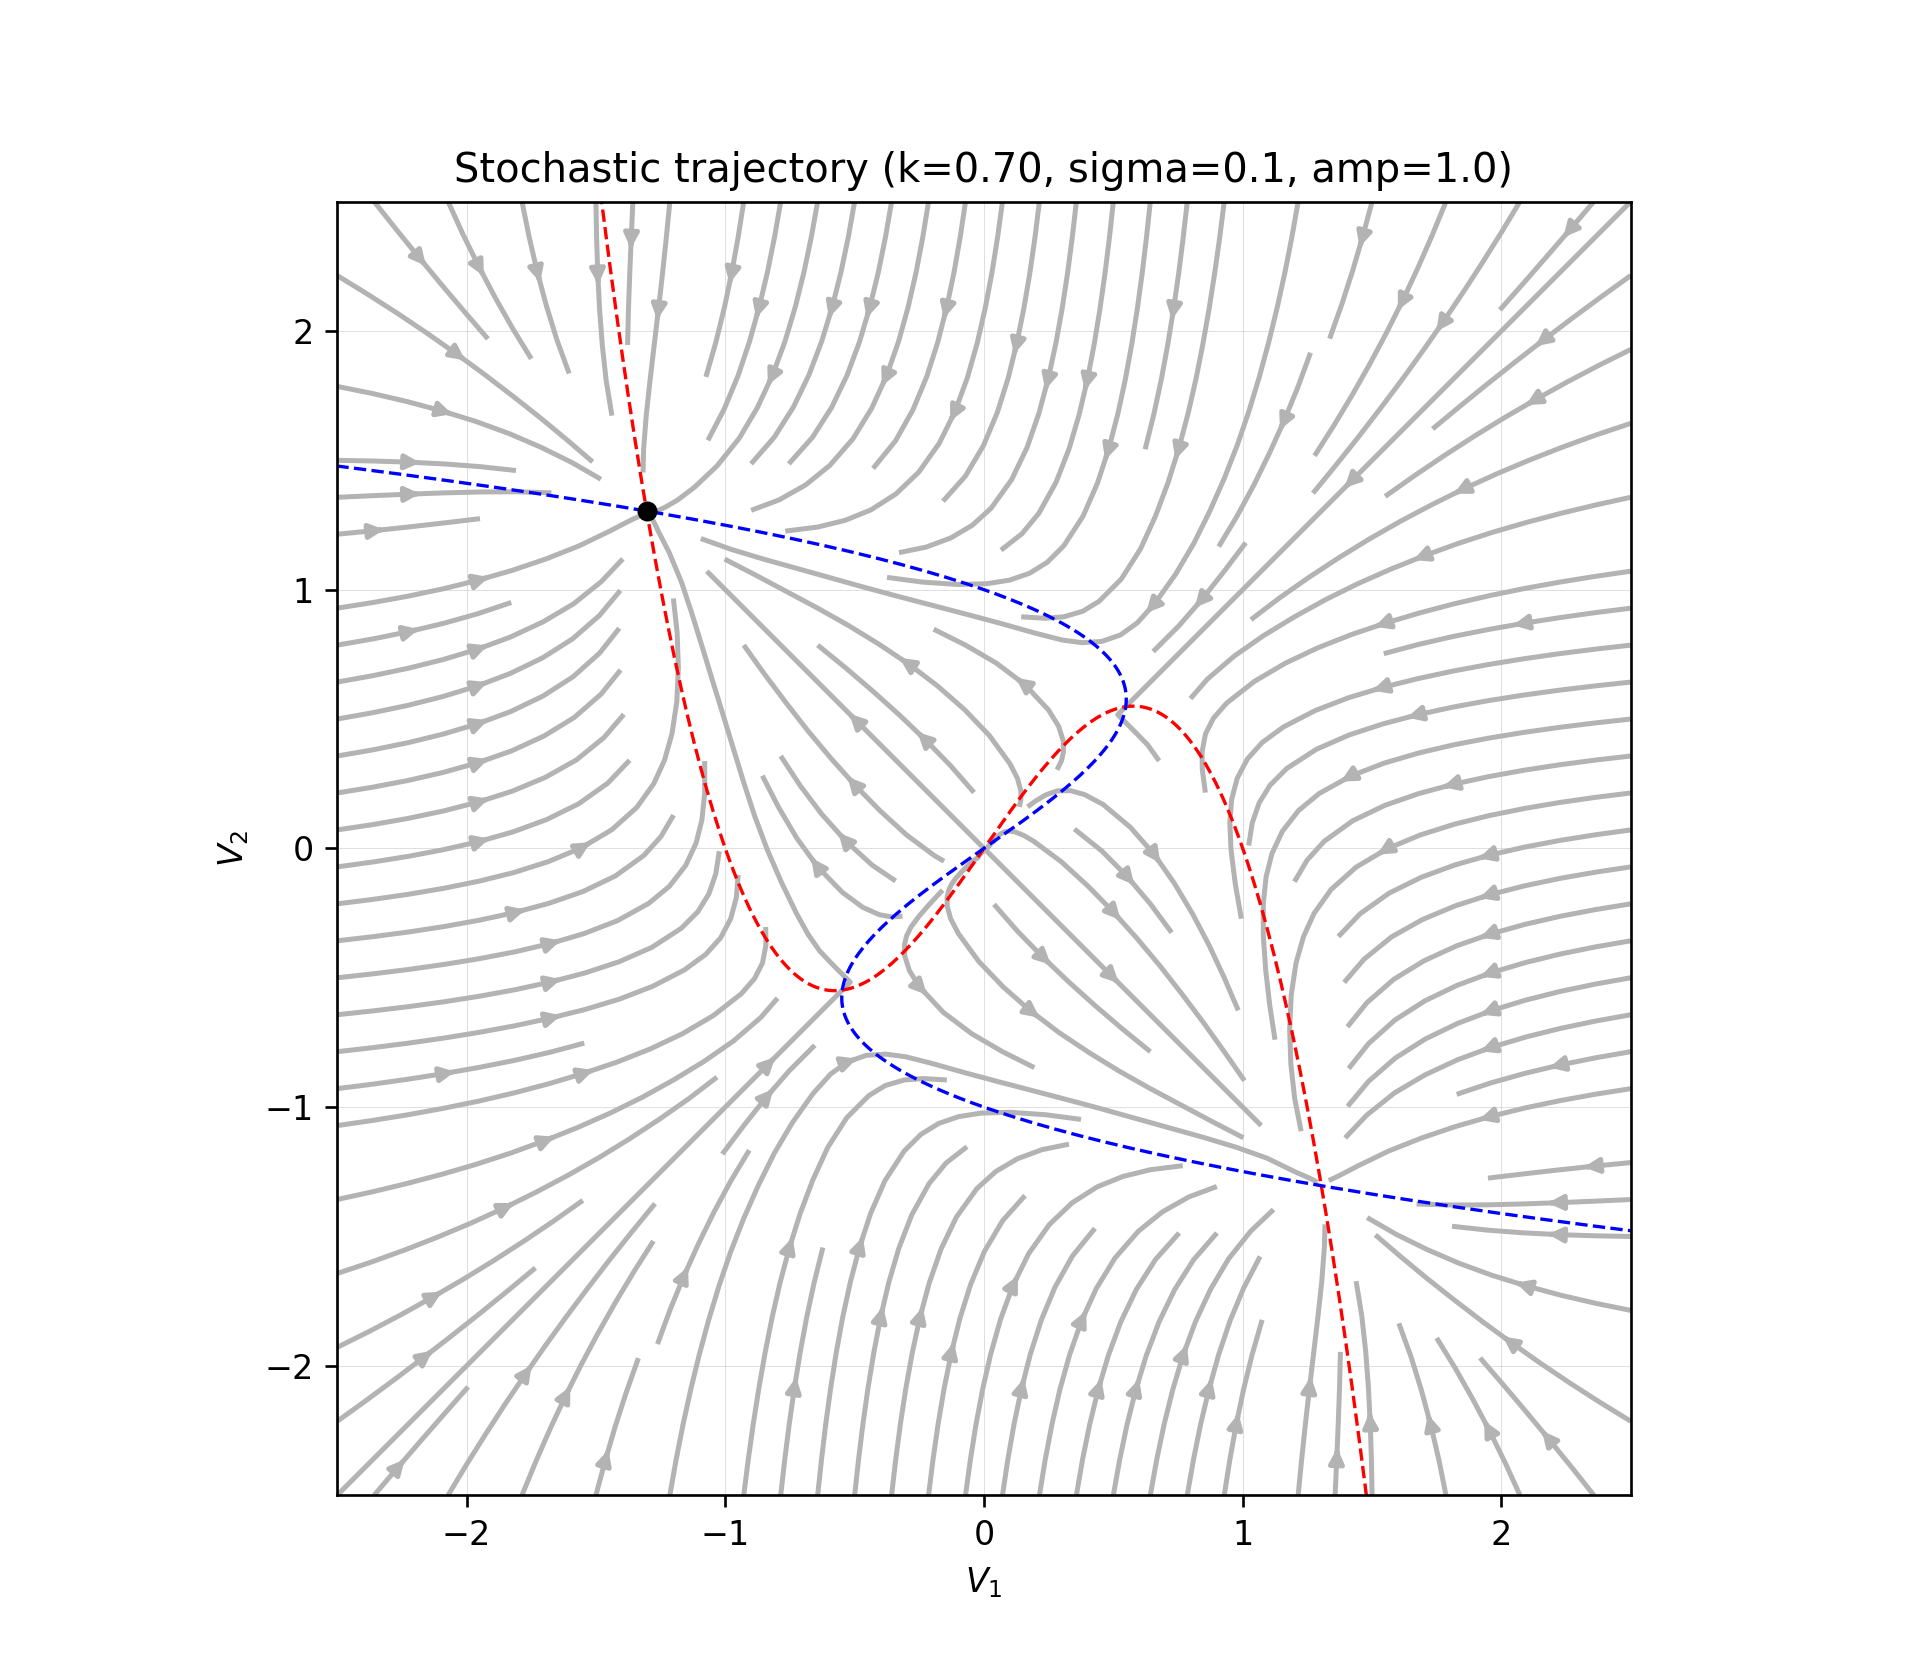 Stochastic trajectory (k=0.70, sigma=0.1, amp=1.0)
2
1
0
−1
−2
V₂
−2 −1 0 1 2
V₁